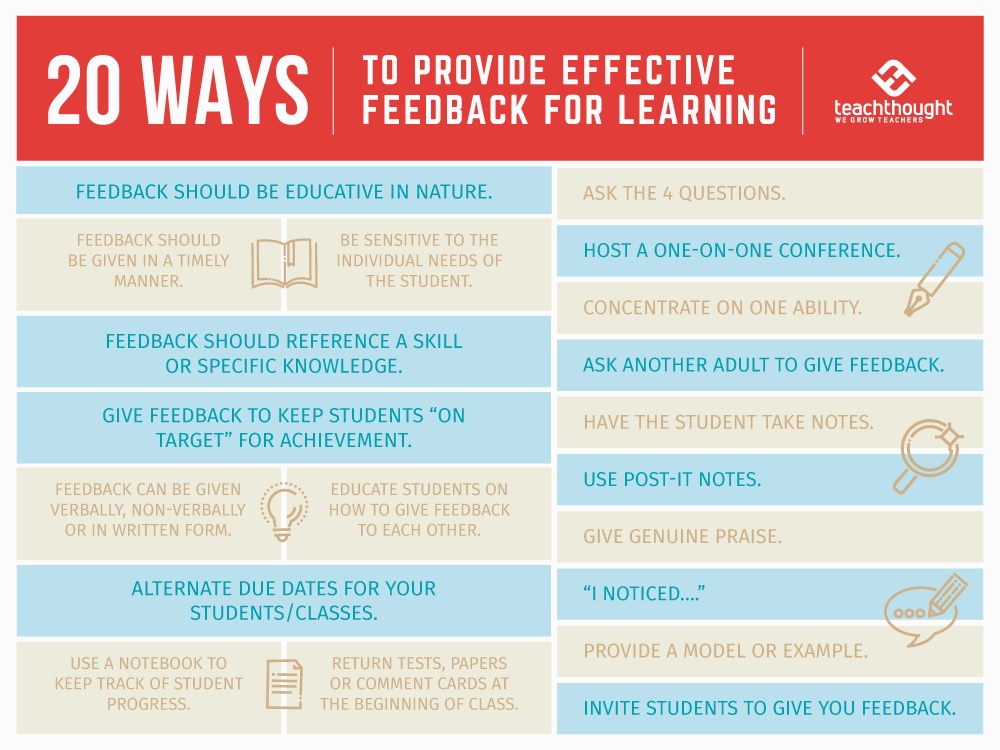 20 WAYS
TO PROVIDE EFFECTIVE
FEEDBACK FOR LEARNING
teachthought
WE GROW TEACHERS
FEEDBACK SHOULD BE EDUCATIVE IN NATURE.
FEEDBACK SHOULD
BE GIVEN IN A TIMELY
MANNER.
BE SENSITIVE TO THE
INDIVIDUAL NEEDS OF
THE STUDENT.
FEEDBACK SHOULD REFERENCE A SKILL
OR SPECIFIC KNOWLEDGE.
GIVE FEEDBACK TO KEEP STUDENTS “ON
TARGET” FOR ACHIEVEMENT.
FEEDBACK CAN BE GIVEN
VERBALLY, NON-VERBALLY
OR IN WRITTEN FORM.
EDUCATE STUDENTS ON
HOW TO GIVE FEEDBACK
TO EACH OTHER.
ALTERNATE DUE DATES FOR YOUR
STUDENTS/CLASSES.
USE A NOTEBOOK TO
KEEP TRACK OF STUDENT
PROGRESS.
RETURN TESTS, PAPERS
OR COMMENT CARDS AT
THE BEGINNING OF CLASS.
ASK THE 4 QUESTIONS.
HOST A ONE-ON-ONE CONFERENCE.
CONCENTRATE ON ONE ABILITY.
ASK ANOTHER ADULT TO GIVE FEEDBACK.
HAVE THE STUDENT TAKE NOTES.
USE POST-IT NOTES.
GIVE GENUINE PRAISE.
“I NOTICED....”
PROVIDE A MODEL OR EXAMPLE.
INVITE STUDENTS TO GIVE YOU FEEDBACK.